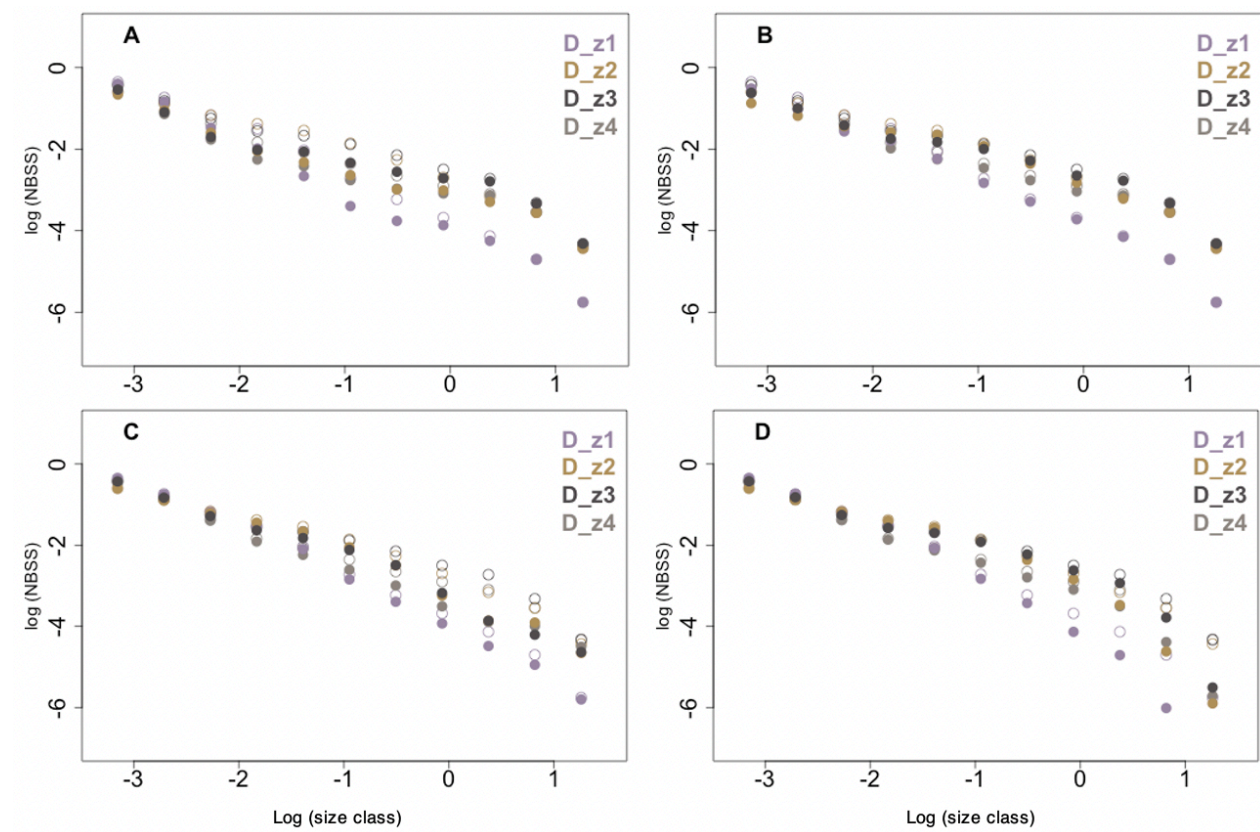 A
D_z1
D_z2
D_z3
D_z4
log (NBSS)
0
-2
-4
-6
-3
-2
-1
0
1
B
D_z1
D_z2
D_z3
D_z4
log (NBSS)
0
-2
-4
-6
-3
-2
-1
0
1
C
D_z1
D_z2
D_z3
D_z4
log (NBSS)
0
-2
-4
-6
-3
-2
-1
0
1
Log (size class)
D
D_z1
D_z2
D_z3
D_z4
log (NBSS)
0
-2
-4
-6
-3
-2
-1
0
1
Log (size class)